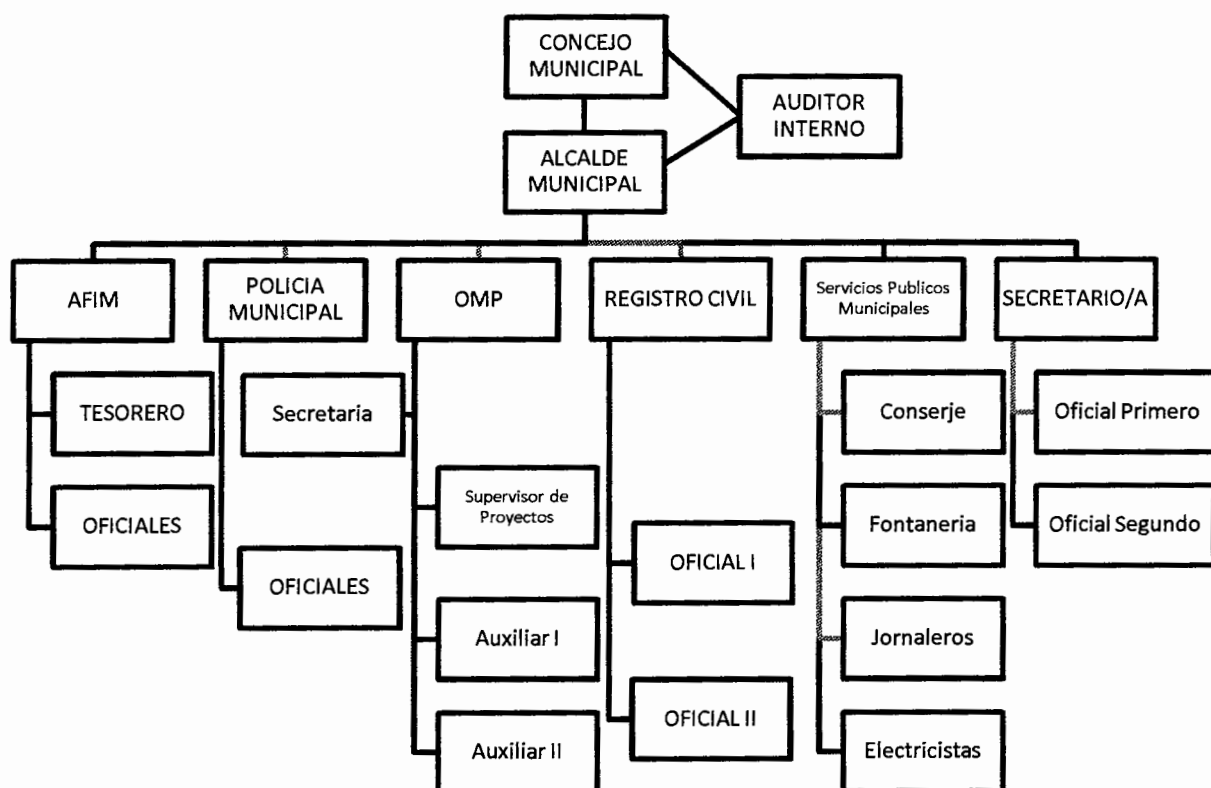 CONCEJO
MUNICIPAL
AUDITOR
INTERNO
ALCALDE
MUNICIPAL
AFIM
POLICIA
MUNICIPAL
OMP
REGISTRO CIVIL
Servicios Publicos
Municipales
SECRETARIO/A
TESORERO
Secretaria
Conserje
Oficial Primero
Supervisor de
Proyectos
OFICIALES
Fontaneria
Oficial Segundo
OFICIALES
OFICIAL I
Auxiliar I
Jornaleros
OFICIAL II
Auxiliar II
Electricistas